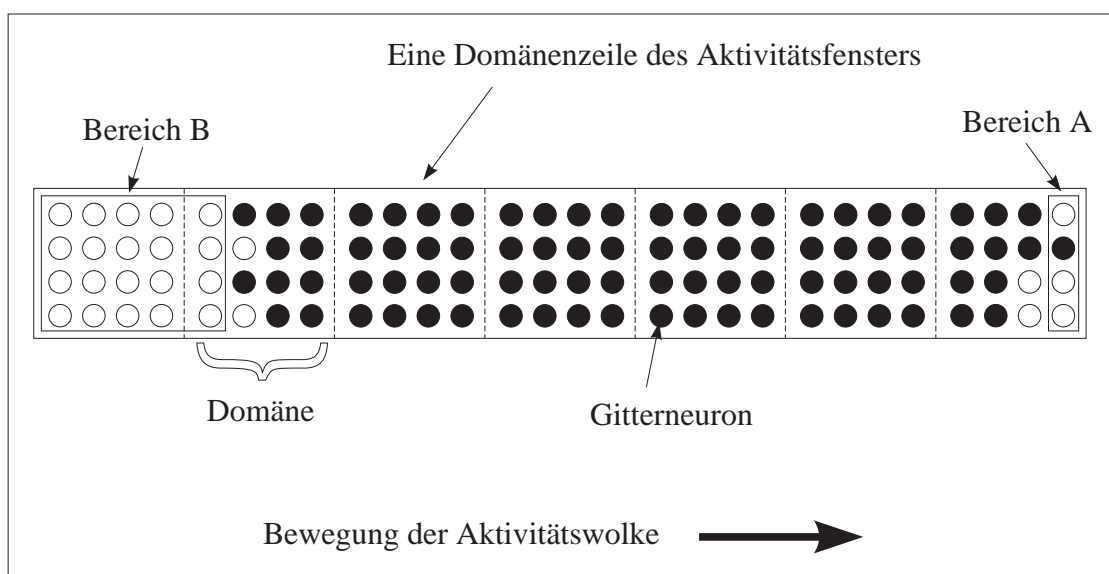 Eine Domänenzeile des Aktivitätsfensters
Bereich B
Bereich A
Domäne
Gitterneuron
Bewegung der Aktivitätswolke